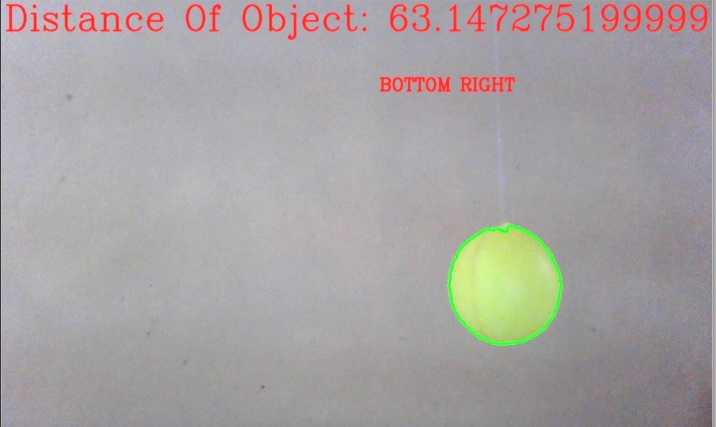 Distance Of Object: 63.147275199999
BOTTOM RIGHT